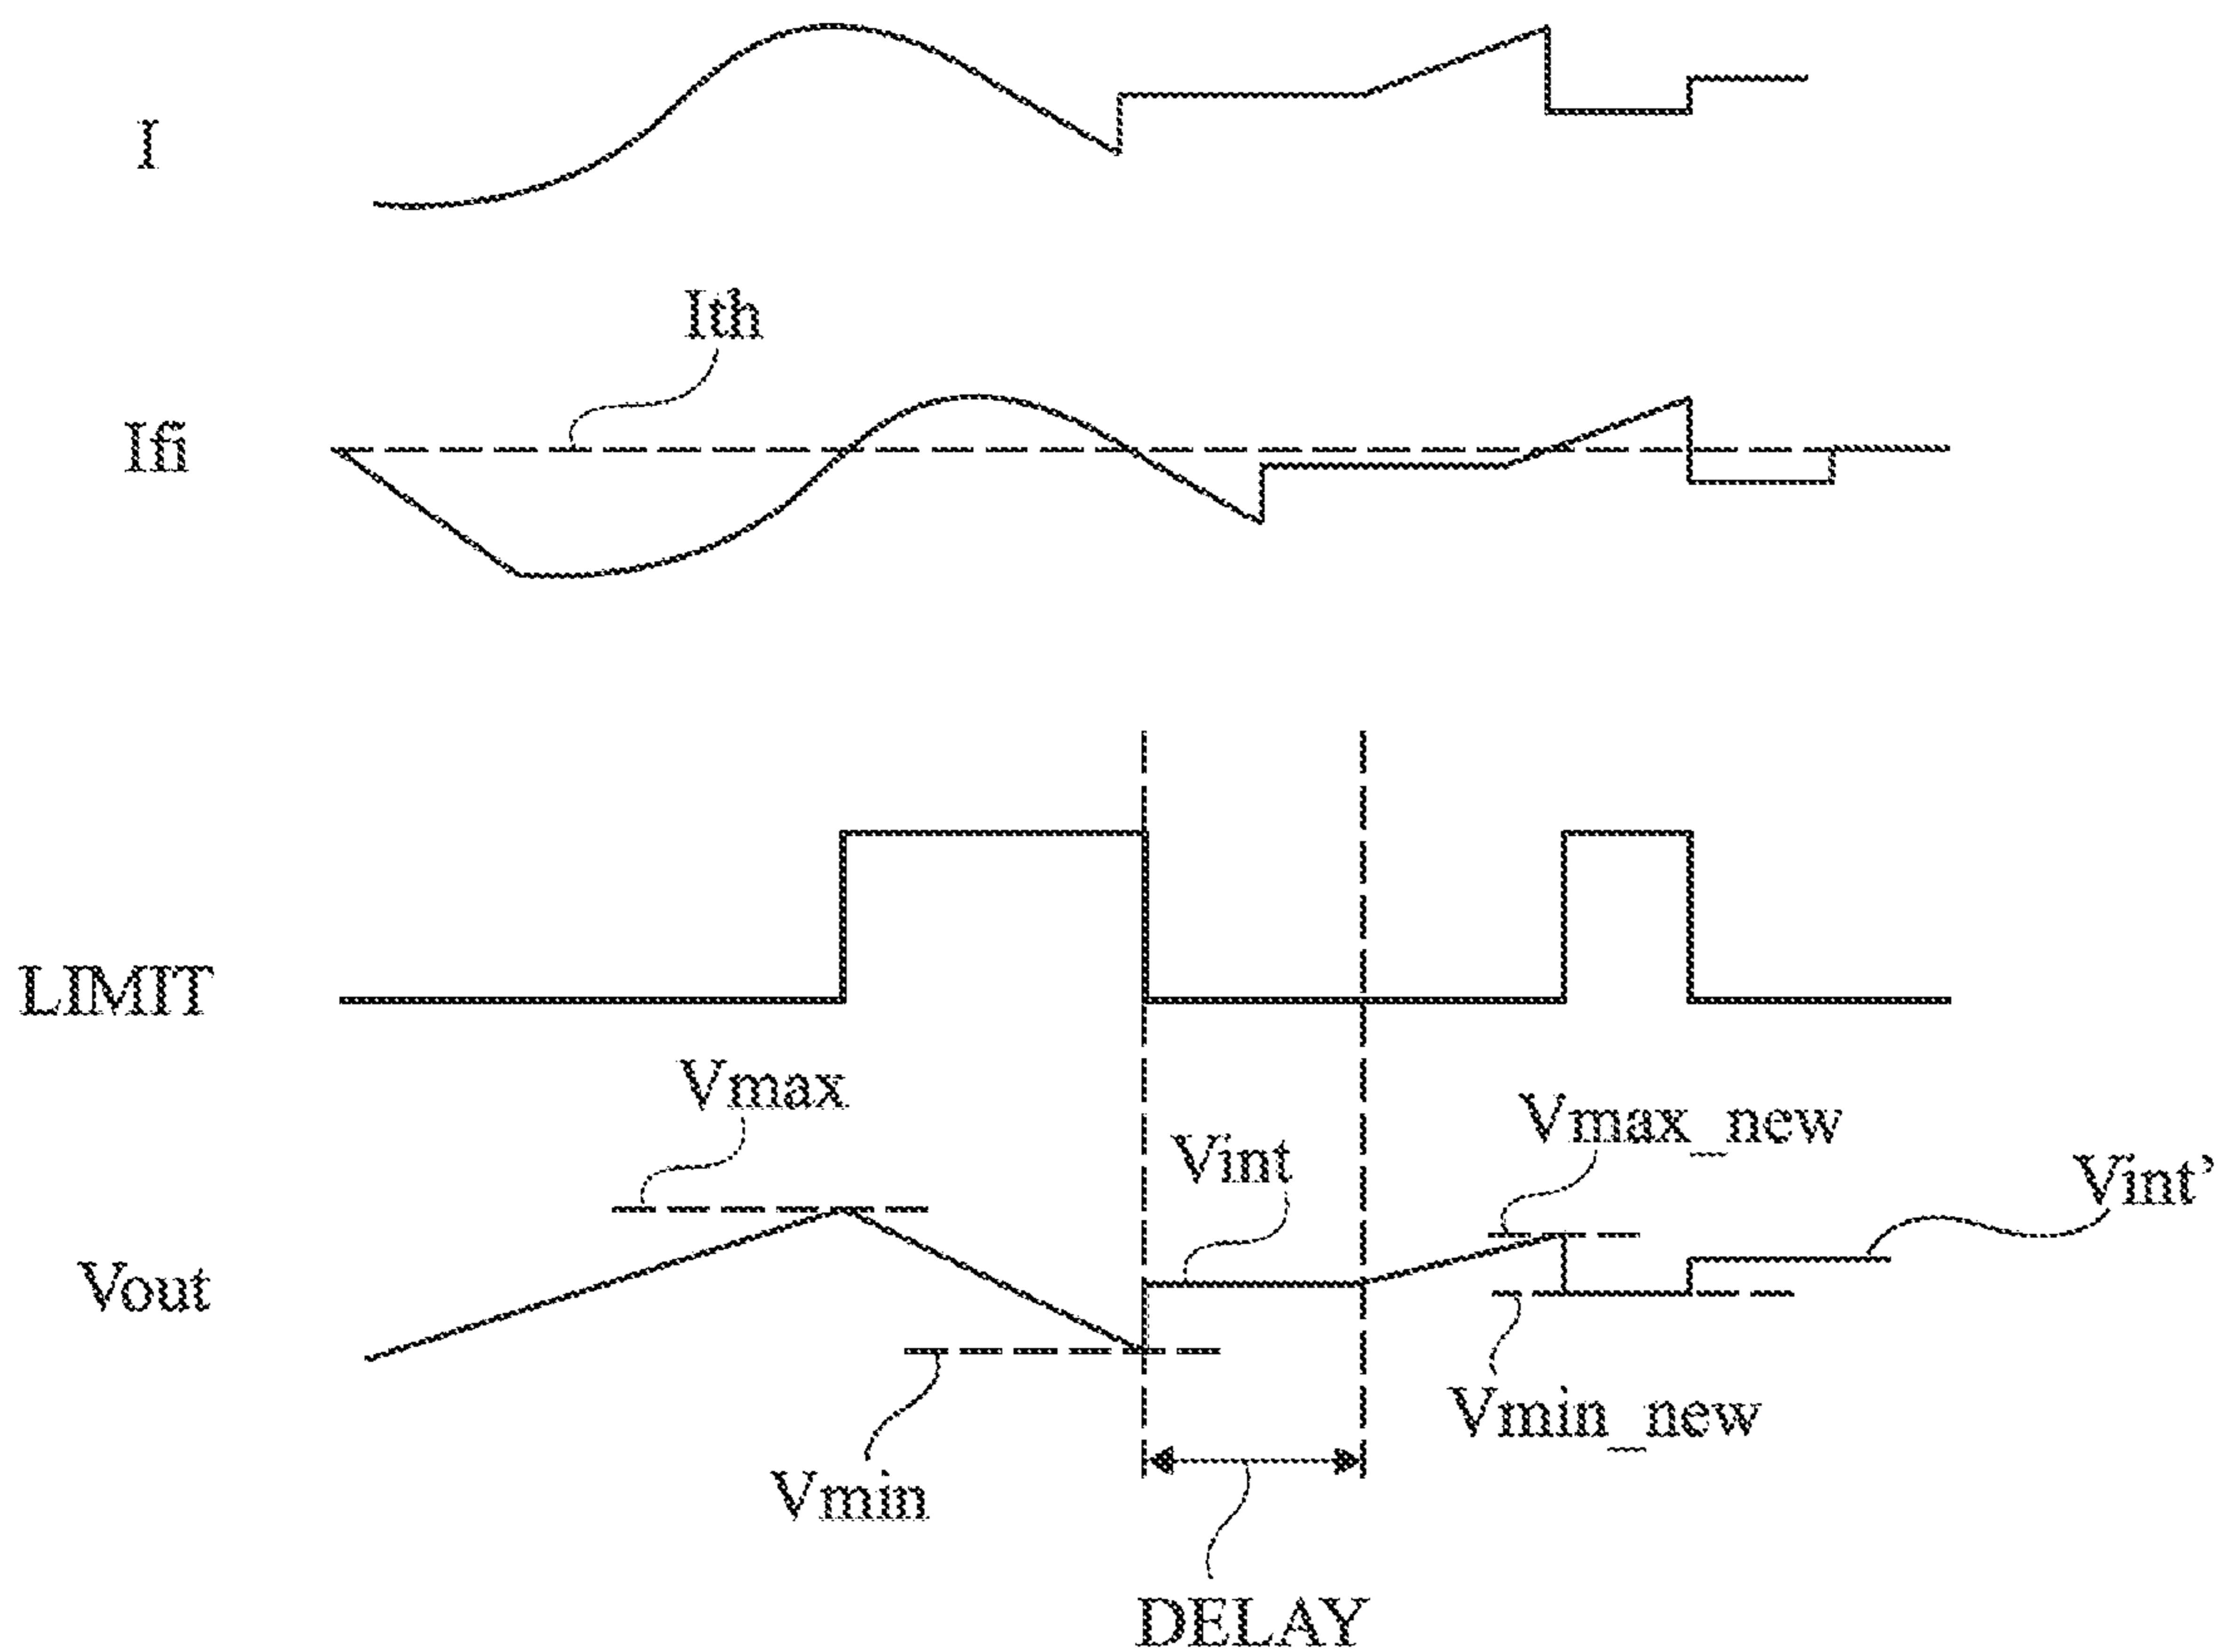 I
Ith
Ifi
LIMIT
Vmax
Vmax_new
Vint
Vint’
Vout
Vmin_new
Vmin
DELAY